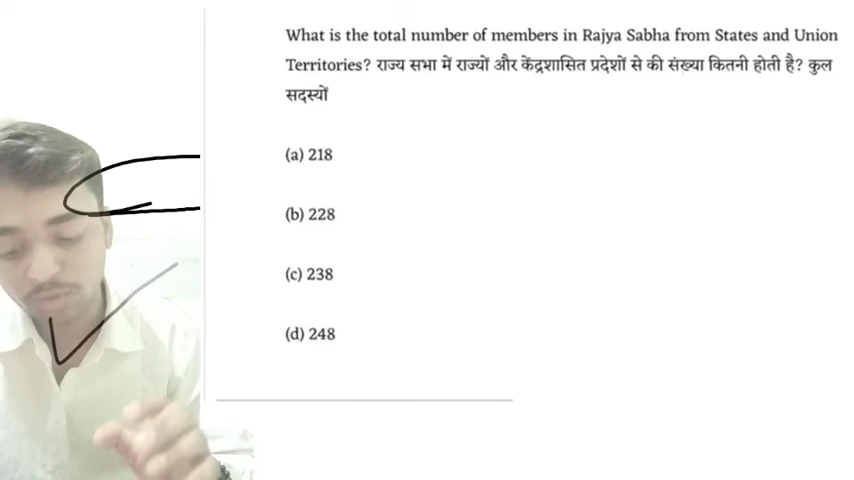 What is the total number of members in Rajya Sabha from States and Union
Territories? राज्य सभा में राज्यों और केंद्रशासित प्रदेशों से की संख्या कितनी होती है? कुल
सदस्यों
(a) 218
(b) 228
(c) 238
(d) 248